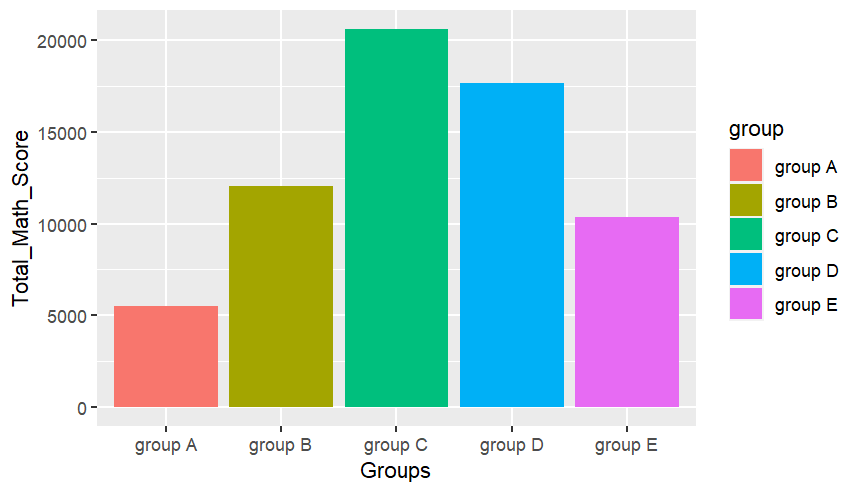 Total_Math_Score
20000
15000
10000
5000
0
group A
group B
group C
group D
group E
Groups
group
group A
group B
group C
group D
group E